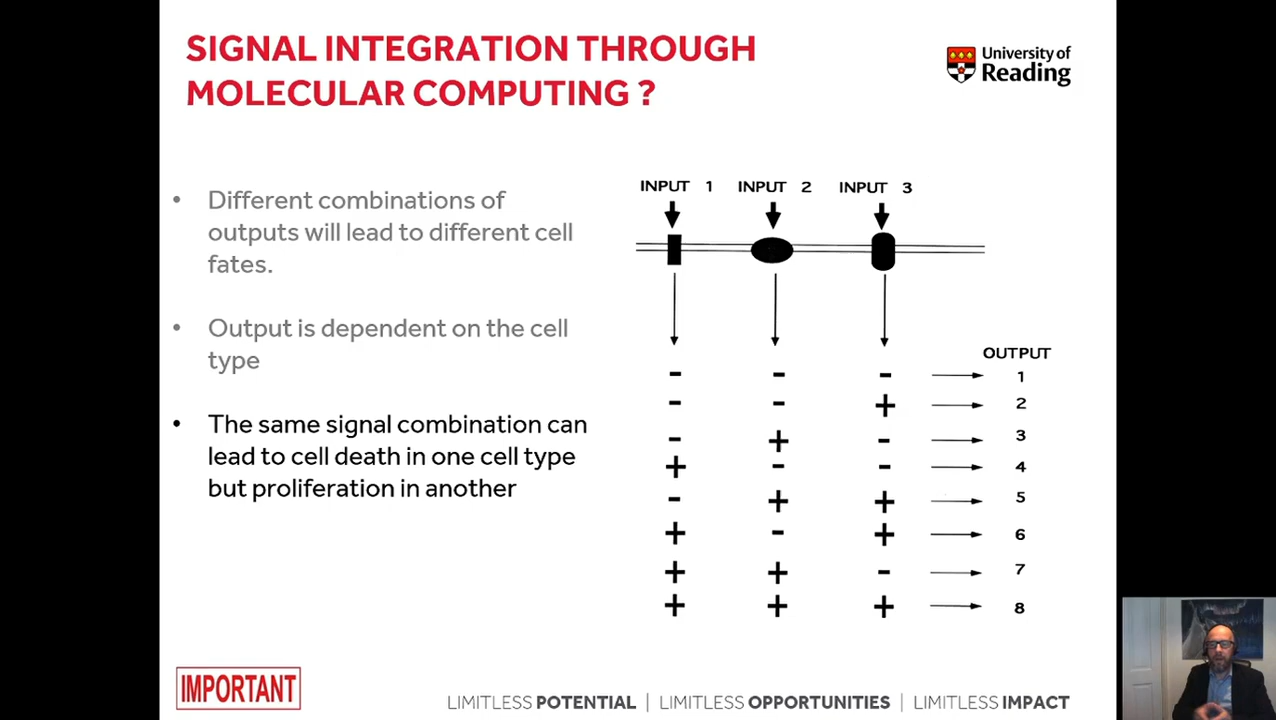 SIGNAL INTEGRATION THROUGH
MOLECULAR COMPUTING ?
University of
Reading
• Different combinations of
outputs will lead to different cell
fates.
• Output is dependent on the cell
type
• The same signal combination can
lead to cell death in one cell type
but proliferation in another
INPUT 1 INPUT 2 INPUT 3
OUTPUT
- - - 1
- - + 2
- + - 3
+ - - 4
- + + 5
+ - + 6
+ + - 7
+ + + 8
IMPORTANT
LIMITLESS POTENTIAL | LIMITLESS OPPORTUNITIES | LIMITLESS IMPACT